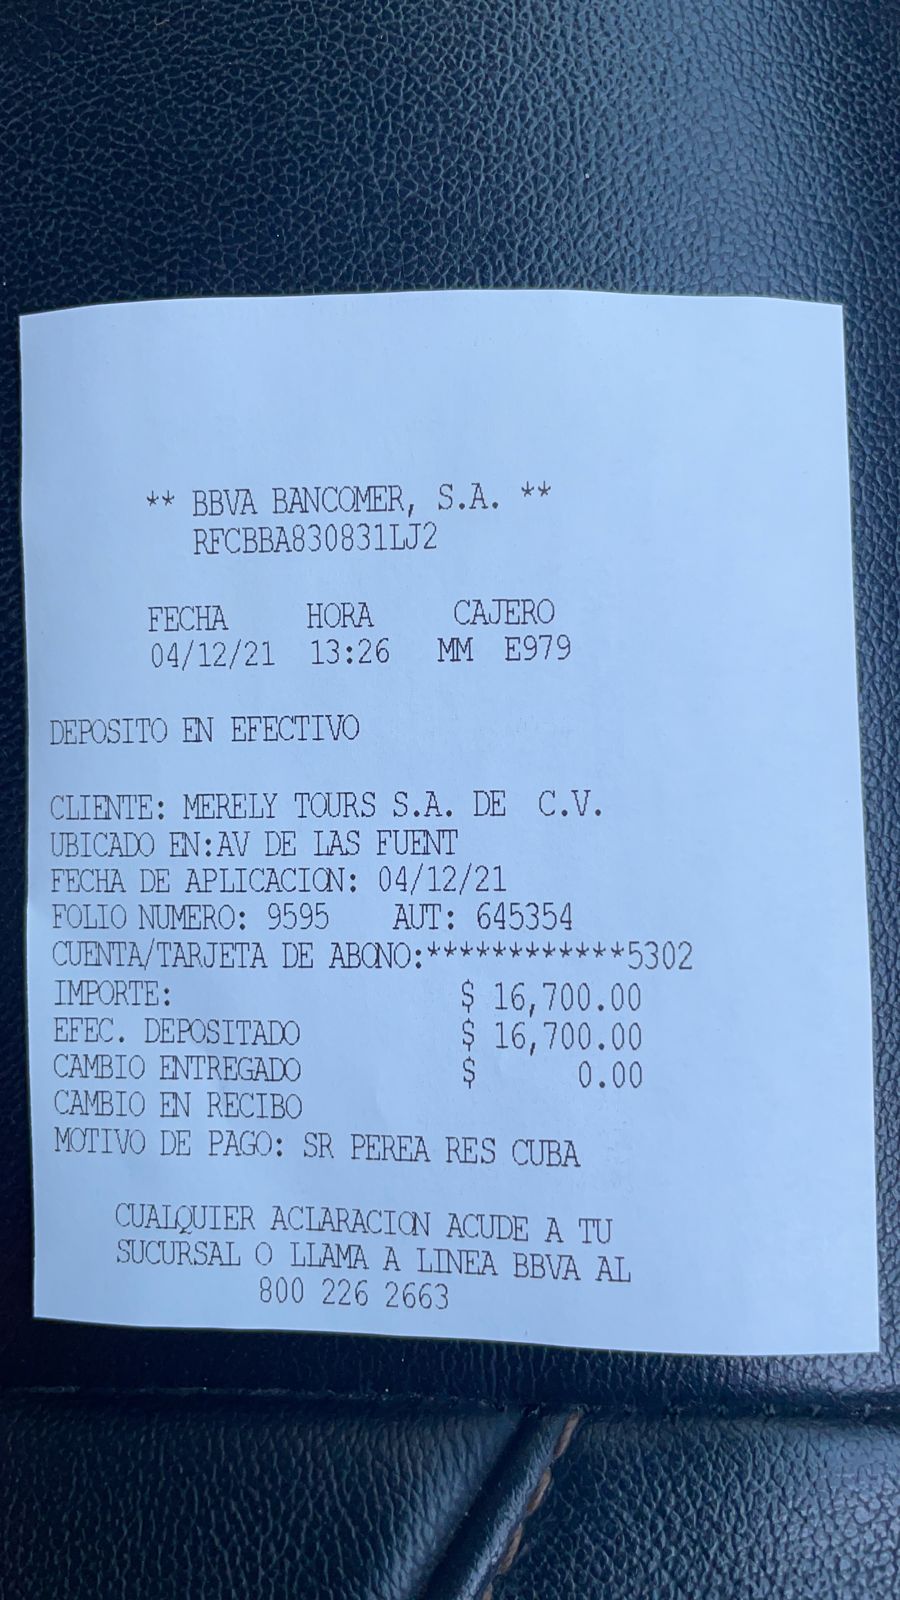 ** BBVA BANCOMER, S.A. **
RFCBBA830831LJ2
FECHA HORA CAJERO
04/12/21 13:26 MM E979
DEPOSITO EN EFECTIVO
CLIENTE: MERELY TOURS S.A. DE C.V.
UBICADO EN:AV DE LAS FUENT
FECHA DE APLICACION: 04/12/21
FOLIO NUMERO: 9595 AUT: 645354
CUENTA/TARJETA DE ABONO:************5302
IMPORTE: $ 16,700.00
EFEC. DEPOSITADO $ 16,700.00
CAMBIO ENTREGADO $ 0.00
CAMBIO EN RECIBO
MOTIVO DE PAGO: SR PEREA RES CUBA
CUALQUIER ACLARACION ACUDE A TU
SUCURSAL O LLAMA A LINEA BBVA AL
800 226 2663